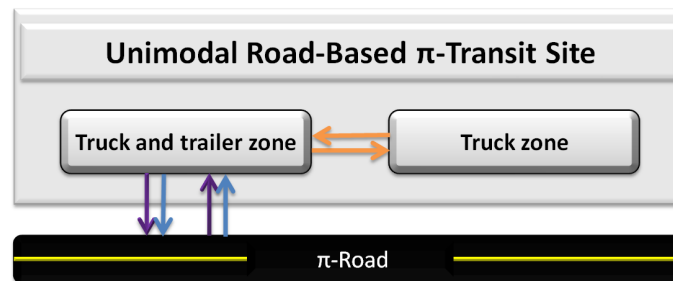 Unimodal Road-Based π-Transit Site
Truck and trailer zone
Truck zone
π-Road